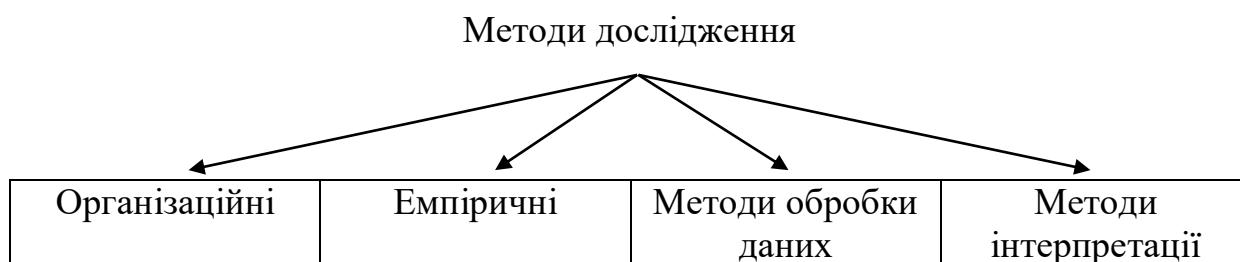 Методи дослідження
Організаційні
Емпіричні
Методи обробки
даних
Методи
інтерпретації